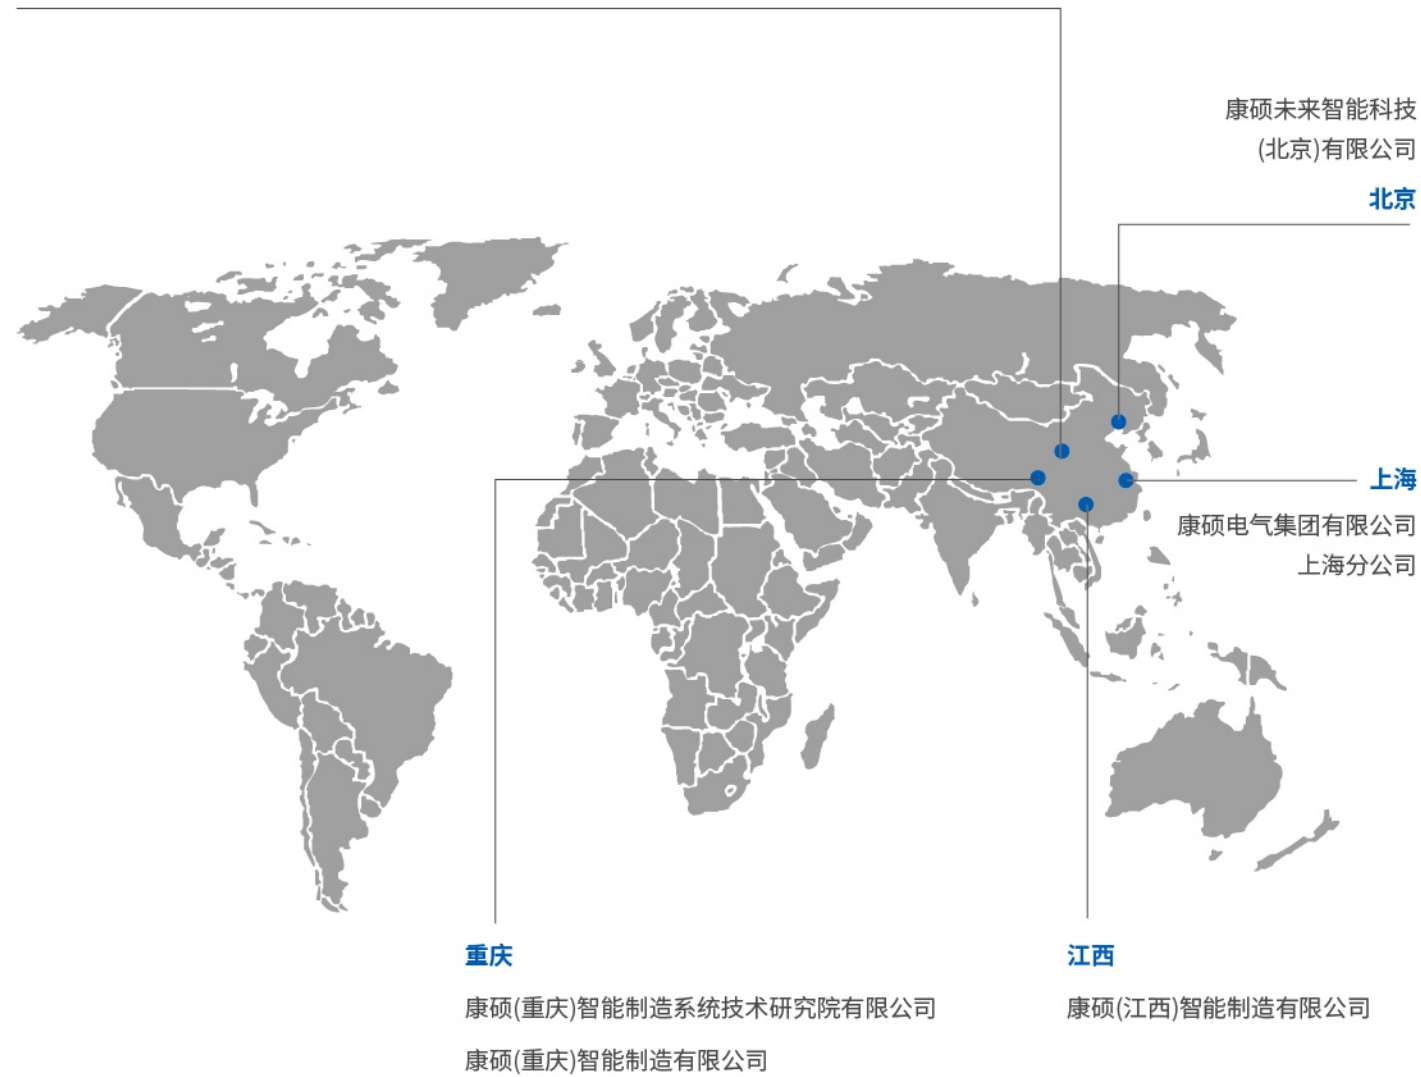 康硕未来智能科技
(北京)有限公司
北京
上海
康硕电气集团有限公司
上海分公司
重庆
康硕(重庆)智能制造系统技术研究院有限公司
康硕(重庆)智能制造有限公司
江西
康硕(江西)智能制造有限公司